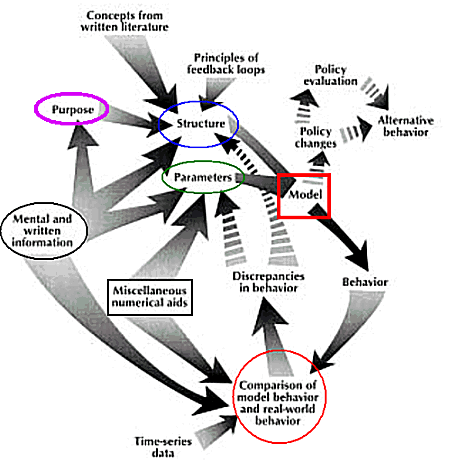 Concepts from
written literature
Principles of
feedback loops
Policy
evaluation
Purpose
Structure
Alternative
behavior
Policy
changes
Parameters
Model
Mental and
written
information
Miscellaneous
numerical aids
Discrepancies
in behavior
Behavior
Comparison of
model behavior
and real-world
behavior
Time-series
data